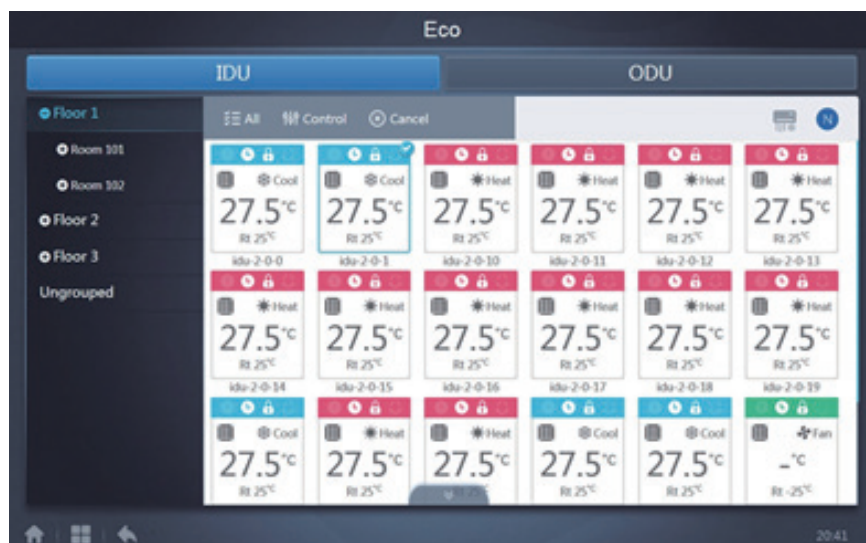 Eco
IDU ODU
Floor 1
All Control Cancel N
Room 101
Room 102
Floor 2
Floor 3
Ungrouped
Cool Cool Heat Heat Heat Heat
27.5°C 27.5°C 27.5°C 27.5°C 27.5°C 27.5°C
Rt 25°C Rt 25°C Rt 25°C Rt 25°C Rt 25°C Rt 25°C
idu-2-0-0 idu-2-0-1 idu-2-0-10 idu-2-0-11 idu-2-0-12 idu-2-0-13
Heat Heat Heat Heat Heat Heat
27.5°C 27.5°C 27.5°C 27.5°C 27.5°C 27.5°C
Rt 25°C Rt 25°C Rt 25°C Rt 25°C Rt 25°C Rt 25°C
idu-2-0-14 idu-2-0-15 idu-2-0-16 idu-2-0-17 idu-2-0-18 idu-2-0-19
Cool Heat Heat Cool Cool Fan
27.5°C 27.5°C 27.5°C 27.5°C 27.5°C -°C
Rt 25°C Rt 25°C Rt 25°C Rt 25°C Rt -25°C
20:41